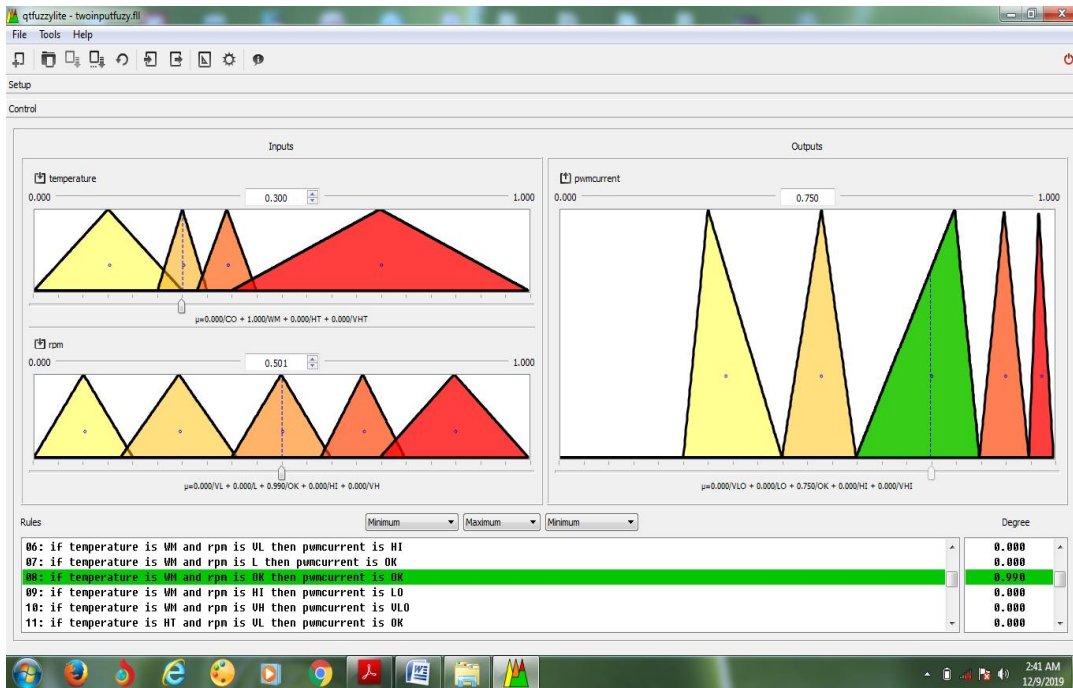 qtfuzzylite - twoinputfuzy.fll
File Tools Help
Setup
Control
Inputs
Outputs
temperature
0.000 0.300 1.000
μ=0.000/CO + 1.000/WM + 0.000/HT + 0.000/VHT
rpm
0.000 0.501 1.000
μ=0.000/VL + 0.000/L + 0.990/OK + 0.000/HI + 0.000/VH
pwmcurrent
0.000 0.750 1.000
μ=0.000/VLO + 0.000/LO + 0.750/OK + 0.000/HI + 0.000/VHI
Rules Minimum Maximum Minimum Degree
06: if temperature is WM and rpm is VL then pwmcurrent is HI 0.000
07: if temperature is WM and rpm is L then pwmcurrent is OK 0.000
08: if temperature is WM and rpm is OK then pwmcurrent is OK 0.990
09: if temperature is WM and rpm is HI then pwmcurrent is LO 0.000
10: if temperature is WM and rpm is VH then pwmcurrent is VLO 0.000
11: if temperature is HT and rpm is VL then pwmcurrent is OK 0.000
2:41 AM
12/9/2019